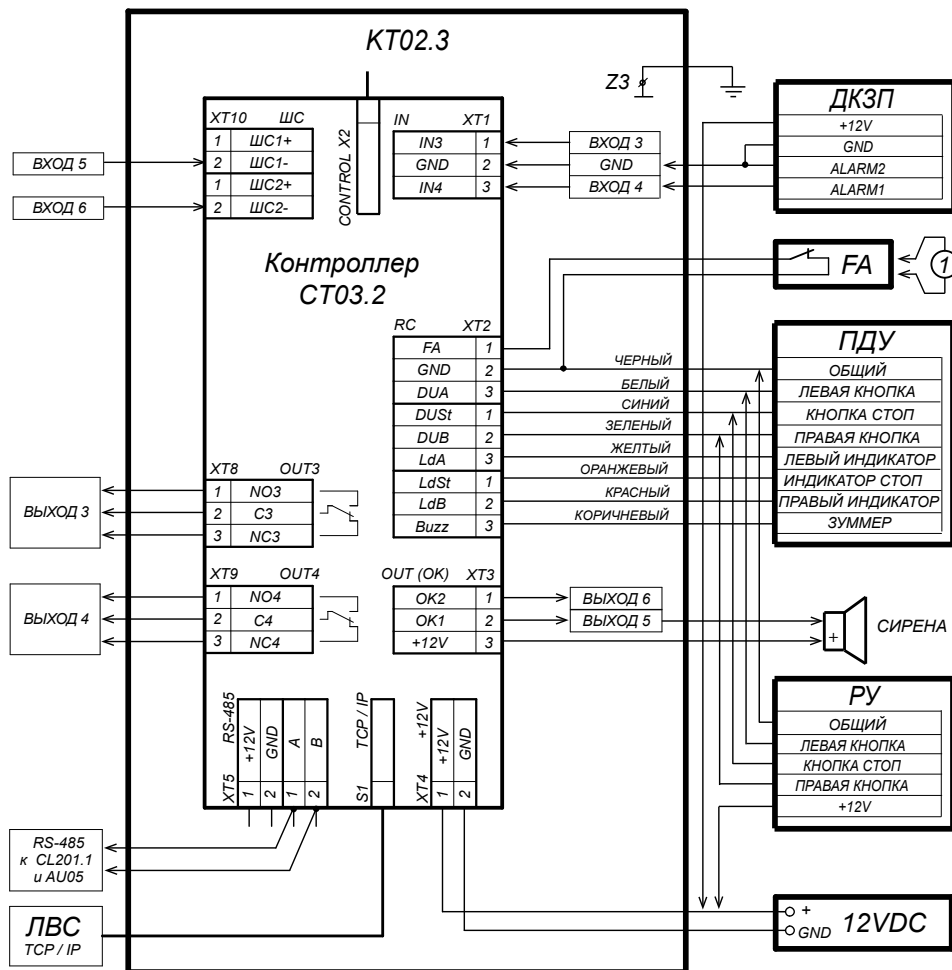 КТ02.3
Z3
XT10 ШС
1 ШС1+
2 ШС1-
1 ШС2+
2 ШС2-
CONTROL X2
IN XT1
IN3 1
GND 2
IN4 3
ВХОД 5
ВХОД 6
ВХОД 3
GND
ВХОД 4
ДКЗП
+12V
GND
ALARM2
ALARM1
Контроллер
СТ03.2
FA
1
RC XT2
FA 1
GND 2
DUA 3
DUSt 1
DUB 2
LdA 3
LdSt 1
LdB 2
Buzz 3
ЧЕРНЫЙ
БЕЛЫЙ
СИНИЙ
ЗЕЛЕНЫЙ
ЖЕЛТЫЙ
ОРАНЖЕВЫЙ
КРАСНЫЙ
КОРИЧНЕВЫЙ
ПДУ
ОБЩИЙ
ЛЕВАЯ КНОПКА
КНОПКА СТОП
ПРАВАЯ КНОПКА
ЛЕВЫЙ ИНДИКАТОР
ИНДИКАТОР СТОП
ПРАВЫЙ ИНДИКАТОР
ЗУММЕР
XT8 OUT3
1 NO3
2 C3
3 NC3
ВЫХОД 3
XT9 OUT4
1 NO4
2 C4
3 NC4
ВЫХОД 4
OUT (OK) XT3
OK2 1
OK1 2
+12V 3
ВЫХОД 6
ВЫХОД 5
+
СИРЕНА
РУ
ОБЩИЙ
ЛЕВАЯ КНОПКА
КНОПКА СТОП
ПРАВАЯ КНОПКА
+12V
XT5 RS-485
1 +12V
2 GND
1 A
2 B
S1 TCP / IP
XT4 +12V
1 +12V
2 GND
RS-485
к CL201.1
и AU05
ЛВС
TCP / IP
+
GND
12VDC